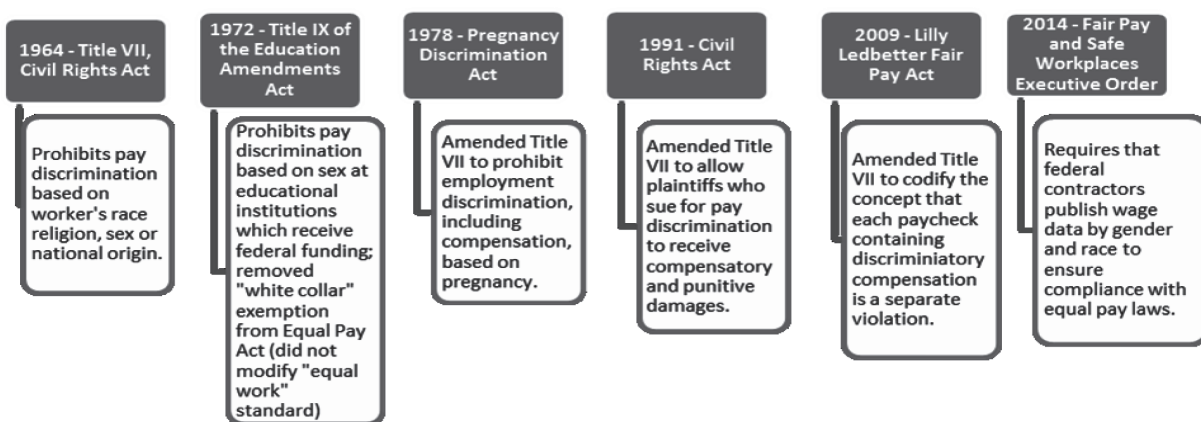 1964 - Title VII,
Civil Rights Act
Prohibits pay
discrimination
based on
worker's race
religion, sex or
national origin.
1972 - Title IX of
the Education
Amendments
Act
Prohibits pay
discrimination
based on sex at
educational
institutions
which receive
federal funding;
removed
"white collar"
exemption
from Equal Pay
Act (did not
modify "equal
work"
standard)
1978 - Pregnancy
Discrimination
Act
Amended Title
VII to prohibit
employment
discrimination,
including
compensation,
based on
pregnancy.
1991 - Civil
Rights Act
Amended Title
VII to allow
plaintiffs who
sue for pay
discrimination
to receive
compensatory
and punitive
damages.
2009 - Lilly
Ledbetter Fair
Pay Act
Amended Title
VII to codify the
concept that
each paycheck
containing
discriminiatory
compensation
is a separate
violation.
2014 - Fair Pay
and Safe
Workplaces
Executive Order
Requires that
federal
contractors
publish wage
data by gender
and race to
ensure
compliance with
equal pay laws.